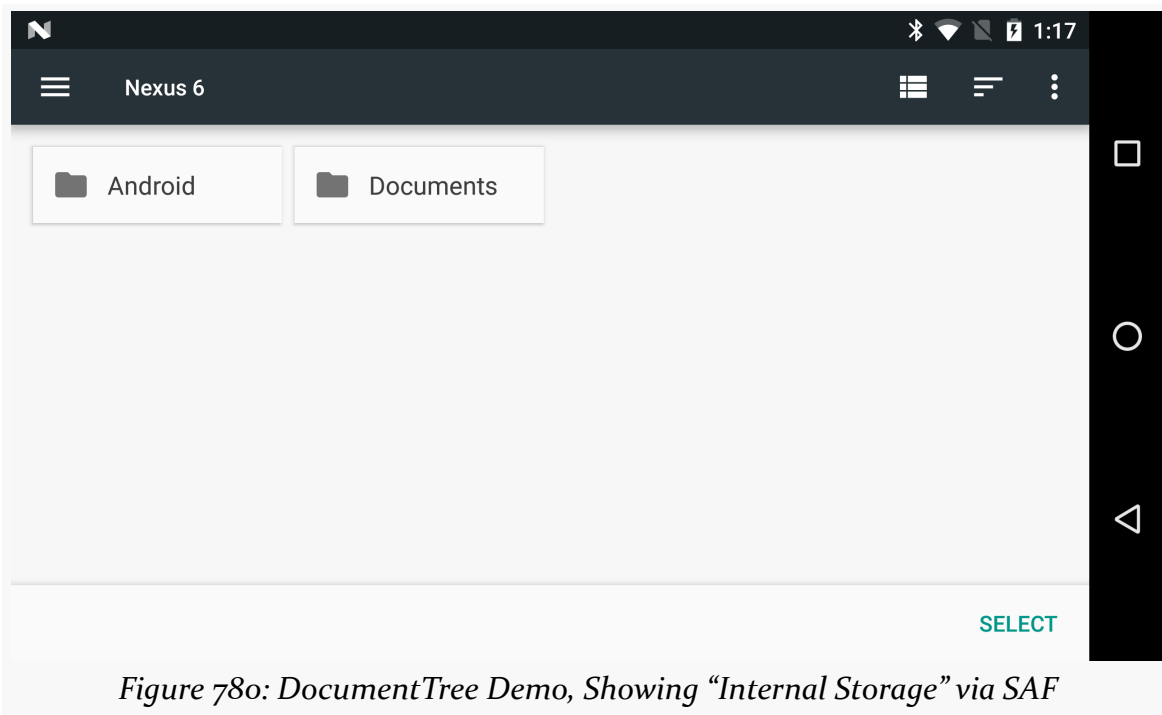 1:17
Nexus 6
Android Documents
SELECT
Figure 780: DocumentTree Demo, Showing “Internal Storage” via SAF